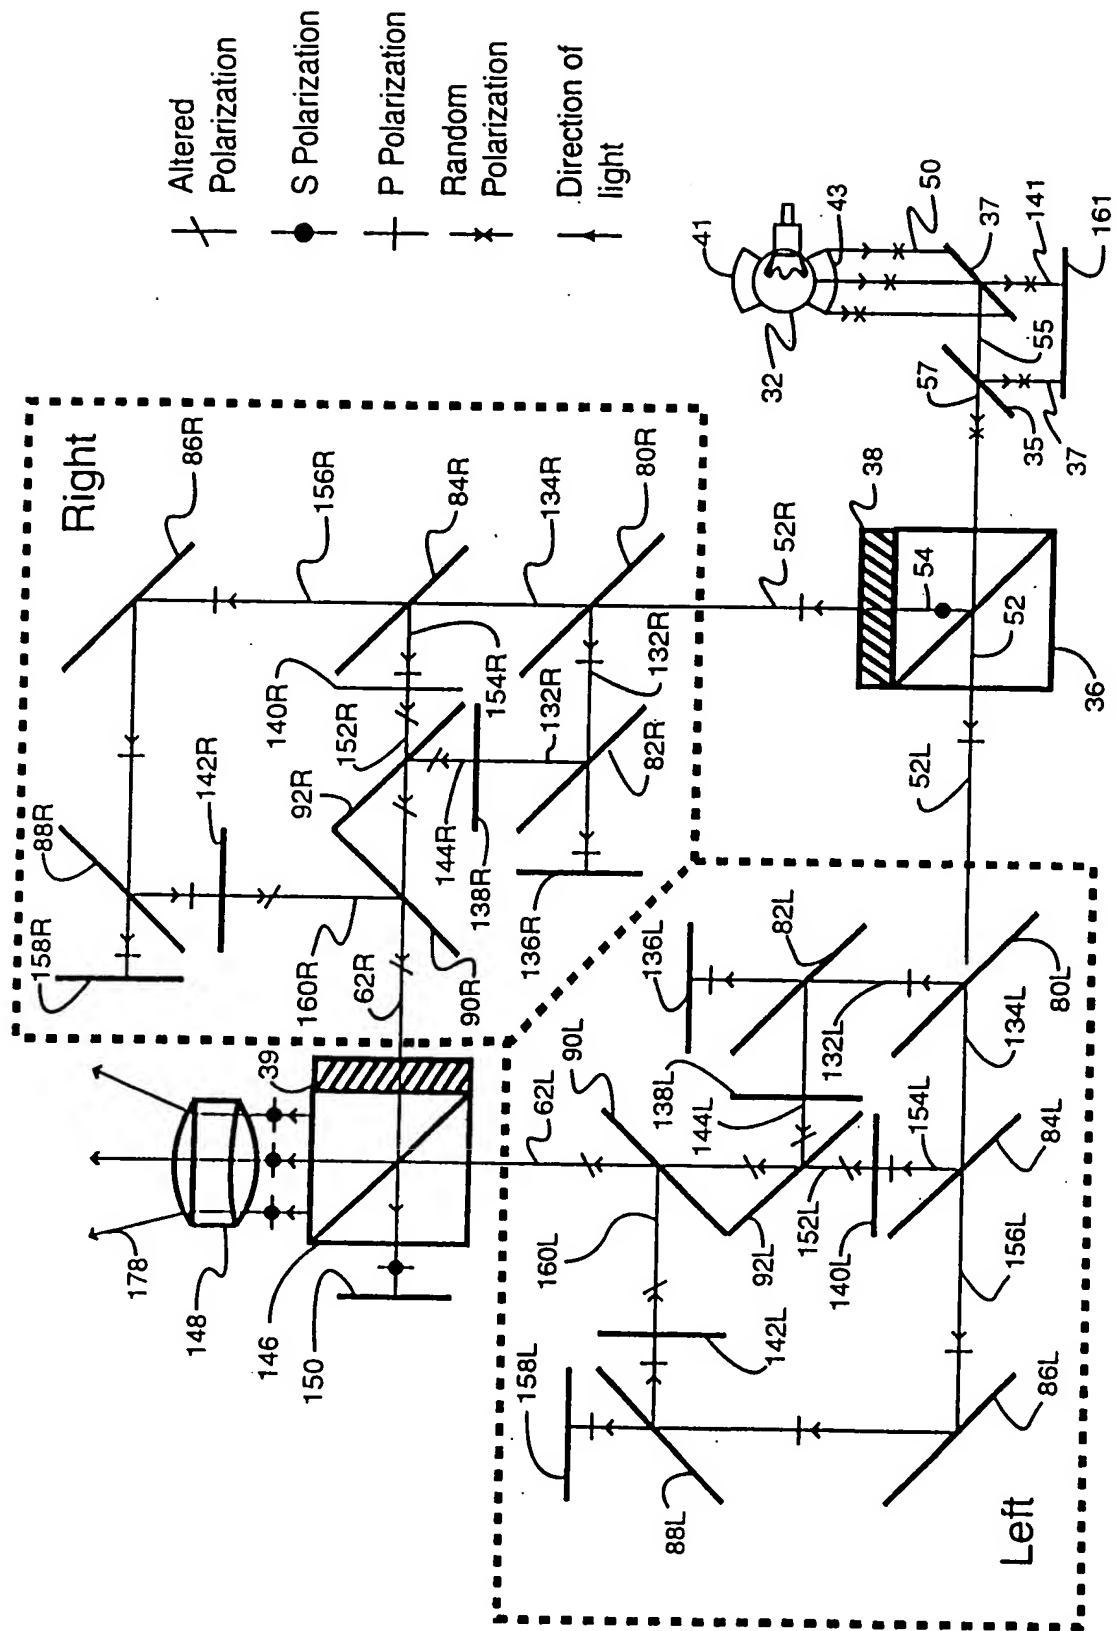 Altered
Polarization
S Polarization
P Polarization
Random
Polarization
Direction of
light
Right
86R
156R
84R
134R
80R
52R
88R
142R
140R
152R
154R
132R
132R
92R
82R
144R
138R
136R
158R
160R
62R
90R
41
32
43
50
37
141
161
55
57
35
37
38
54
52
36
52L
39
178
148
146
150
62L
90L
136L
82L
138L
144L
132L
80L
134L
154L
84L
92L
152L
140L
160L
142L
158L
88L
156L
86L
Left